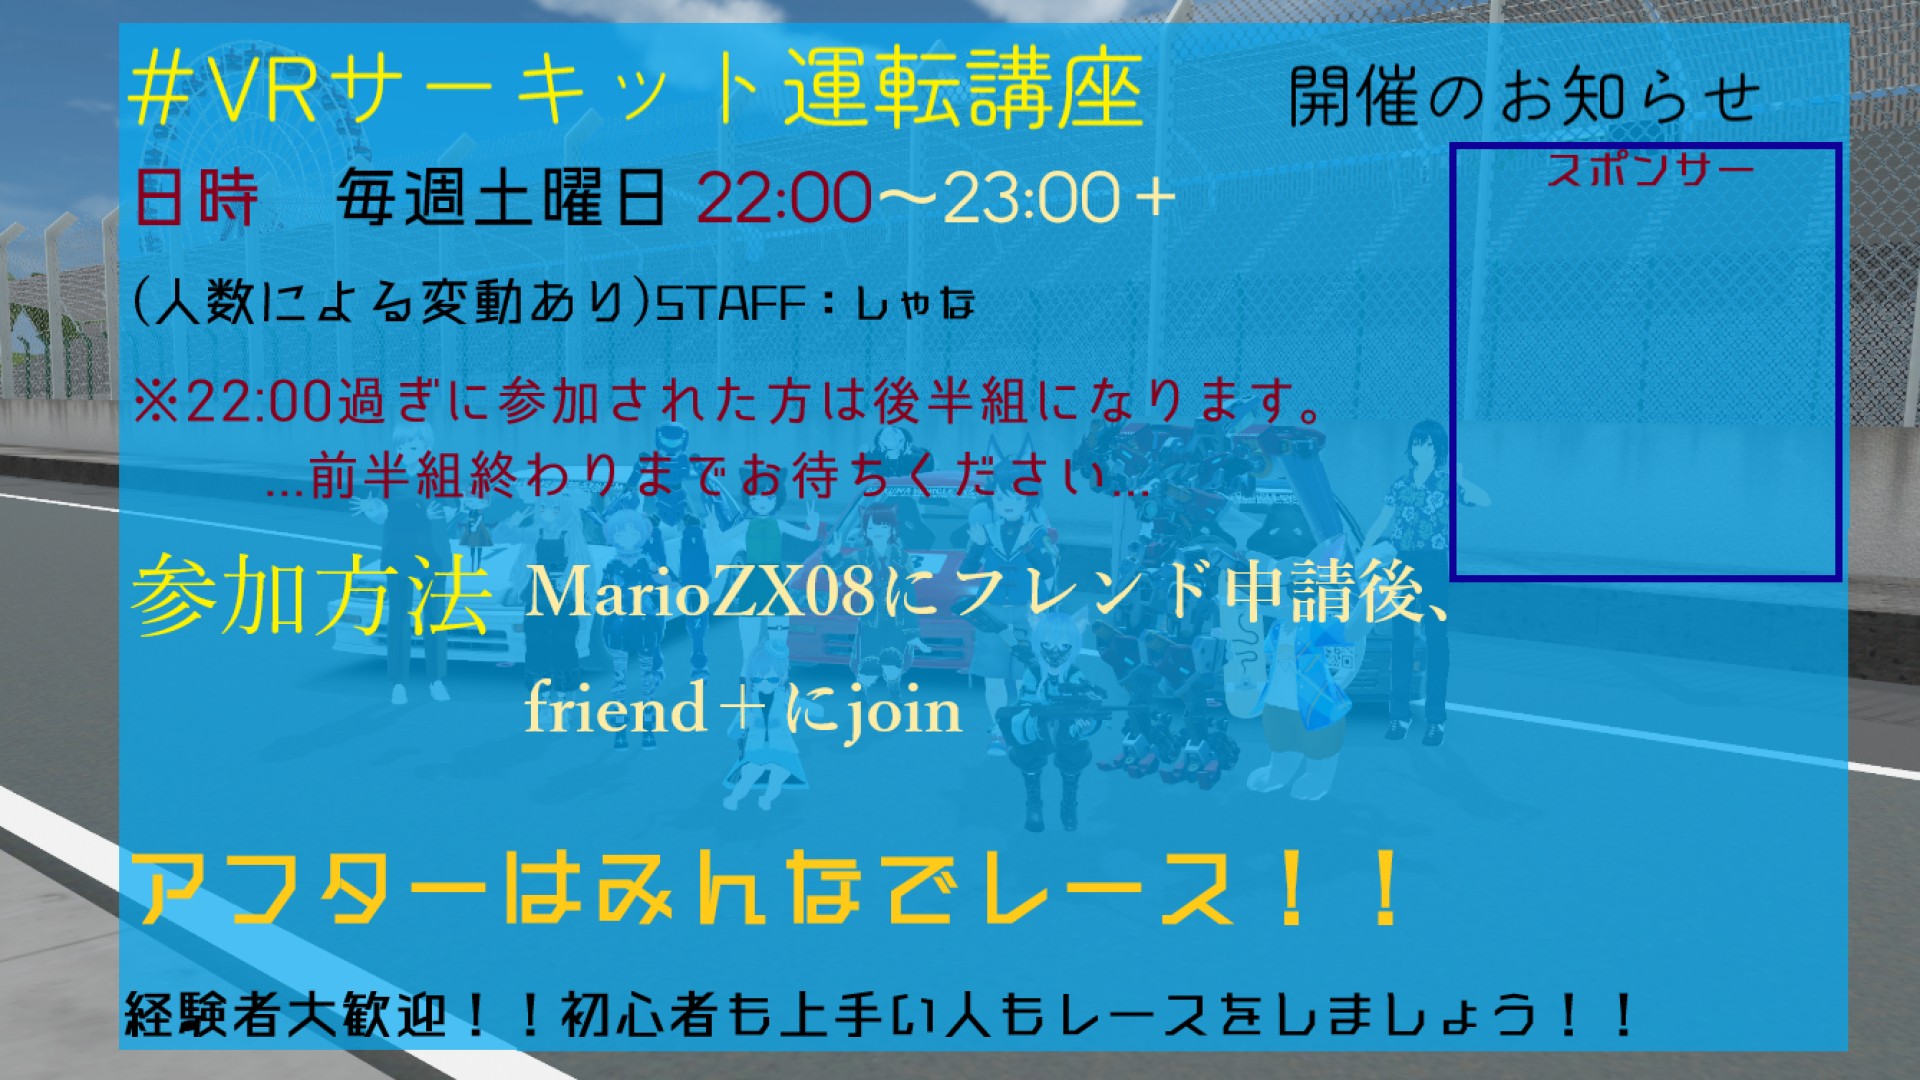 #VRサーキット運転講座 開催のお知らせ
スポンサー
日時 毎週土曜日 22:00～23:00＋
(人数による変動あり)STAFF：しゃな
※22:00過ぎに参加された方は後半組になります。
...前半組終わりまでお待ちください...
参加方法 MarioZX08にフレンド申請後、
friend＋にjoin
アフターはみんなでレース！！
経験者大歓迎！！初心者も上手い人もレースをしましょう！！